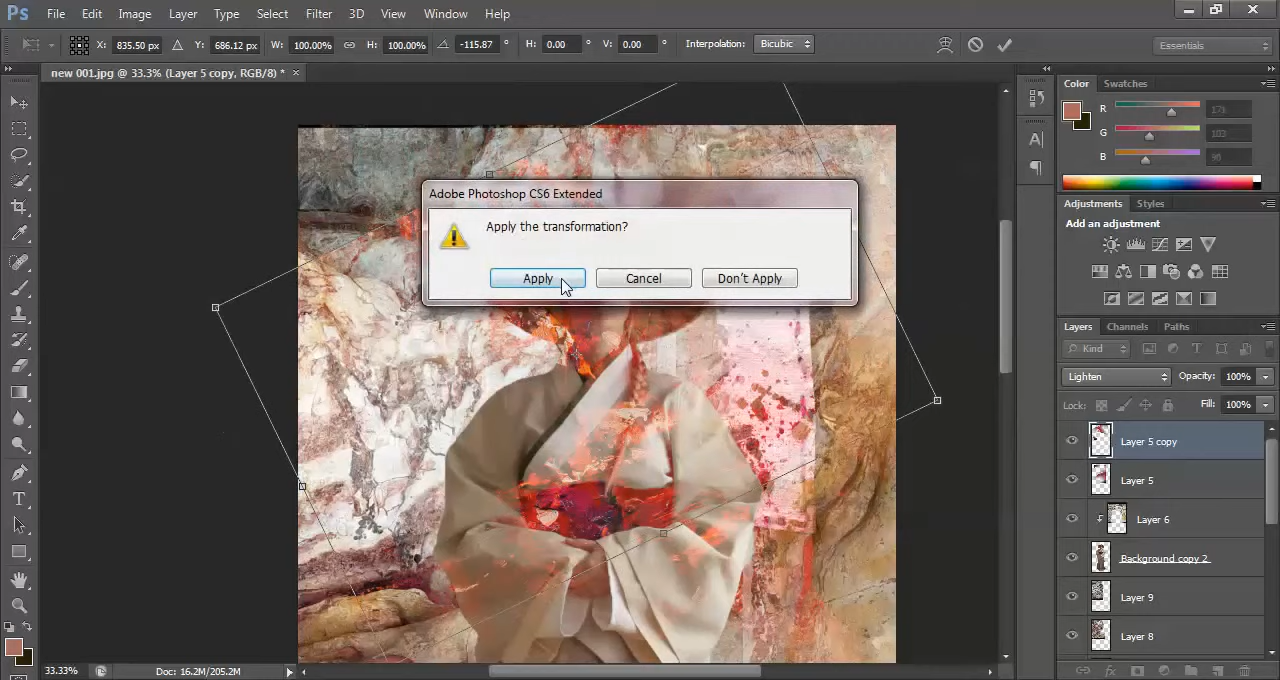 Ps File Edit Image Layer Type Select Filter 3D View Window Help
X: 835.50 px Y: 686.12 px W: 100.00% H: 100.00% -115.87 ° H: 0.00 ° V: 0.00 ° Interpolation: Bicubic Essentials
new 001.jpg @ 33.3% (Layer 5 copy, RGB/8) * ×
Color Swatches
R 171
G 103
B
Adjustments Styles
Add an adjustment
Adobe Photoshop CS6 Extended
Apply the transformation?
Apply Cancel Don't Apply
Layers Channels Paths
Kind T
Lighten Opacity: 100%
Lock: Fill: 100%
Layer 5 copy
Layer 5
Layer 6
Background copy 2
Layer 9
Layer 8
A
T
33.33% Doc: 16.2M/205.2M
fx